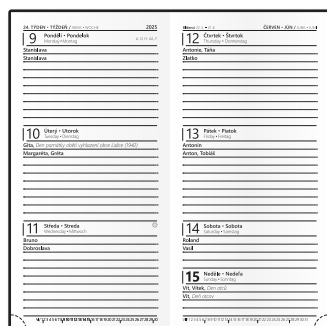 24. TÝDEN • TÝŽDEŇ / WEEK • WOCHE 2025
9 Pondělí • Pondelok
Monday • Montag
Stanislava
Stanislava
10 Úterý • Utorok
Tuesday • Dienstag
Gita, Den památky obětí vyhlazení obce Lidice (1942)
Margaréta, Gréta
11 Středa • Streda
Wednesday • Mittwoch
Bruno
Dobroslava
ČERVEN • JÚN / JUNE • JUNI
12 Čtvrtek • Štvrtok
Thursday • Donnerstag
Antonie, Táňa
Zlatko
13 Pátek • Piatok
Antonín
Anton, Tobiáš
14 Sobota • Sobota
Saturday • Samstag
Roland
Vasil
15 Neděle • Nedeľa
Sunday • Sonntag
Vít, Vítek, Den otců
Vít, Deň otcov